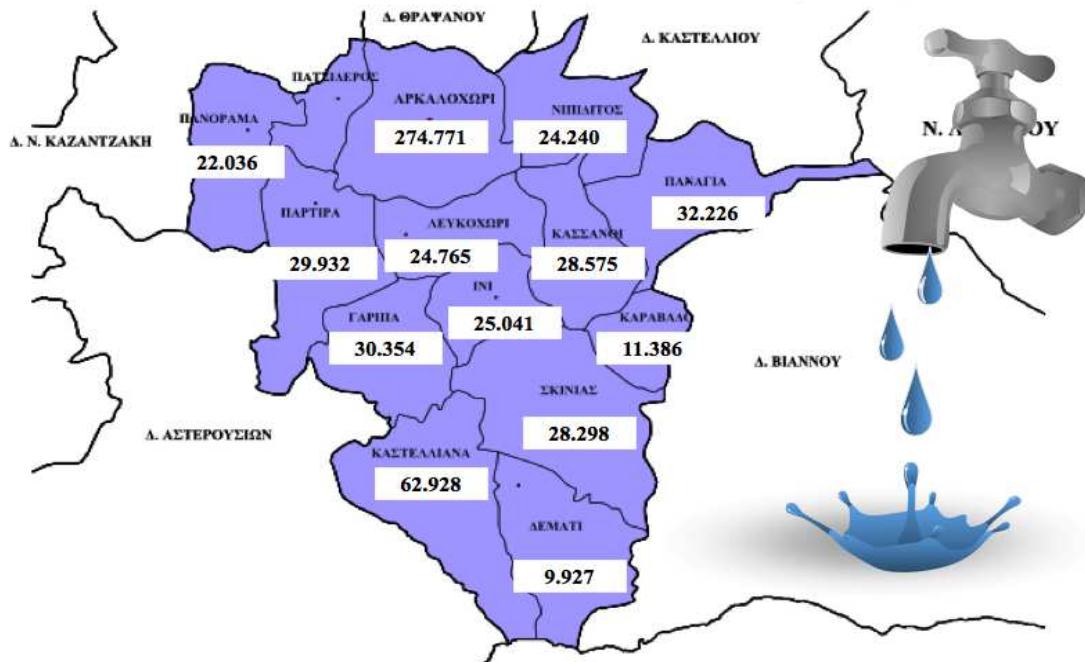 Δ. ΘΡΑΨΑΝΟΥ
Δ. ΚΑΣΤΕΛΛΙΟΥ
ΠΑΤΣΙΔΕΡΟΣ
ΑΡΚΑΛΟΧΩΡΙ
274.771
ΝΙΠΙΔΙΤΟΣ
24.240
ΠΑΝΟΡΑΜΑ
22.036
Δ. Ν. ΚΑΖΑΝΤΖΑΚΗ
Ν.
ΠΑΝΑΓΙΑ
32.226
ΠΑΡΤΙΡΑ
29.932
ΛΕΥΚΟΧΩΡΙ
24.765
ΚΑΣΣΑΝΟΙ
28.575
ΙΝΙ
25.041
ΓΑΡΙΠΑ
30.354
11.386
Δ. ΒΙΑΝΝΟΥ
ΣΚΙΝΙΑΣ
28.298
Δ. ΑΣΤΕΡΟΥΣΙΩΝ
ΚΑΣΤΕΛΛΙΑΝΑ
62.928
ΔΕΜΑΤΙ
9.927